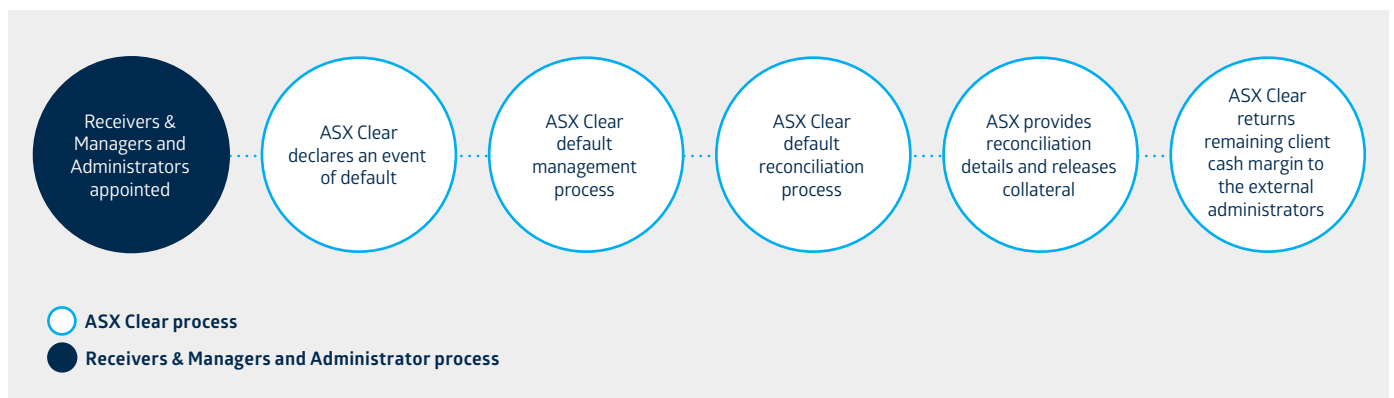 Receivers &
Managers and
Administrators
appointed
ASX Clear
declares an event
of default
ASX Clear
default
management
process
ASX Clear
default
reconciliation
process
ASX provides
reconciliation
details and releases
collateral
ASX Clear
returns
remaining client
cash margin to
the external
administrators
ASX Clear process
Receivers & Managers and Administrator process